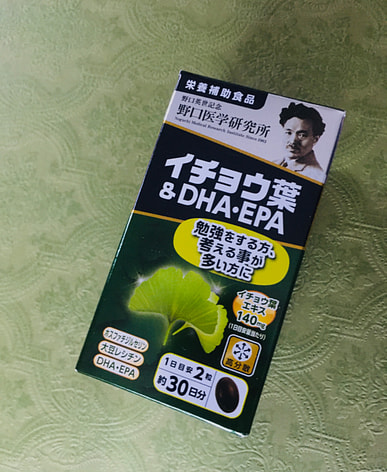 栄養補助食品
野口英世記念
野口医学研究所
Noguchi Medical Research Institute Since 1983
イチョウ葉
&DHA・EPA
勉強をする方、
考える事が
多い方に
イチョウ葉
エキス
140mg
(1日目安量当たり)
高分散
ホスファチジルセリン
大豆レシチン
DHA・EPA
1日目安2粒
約30日分